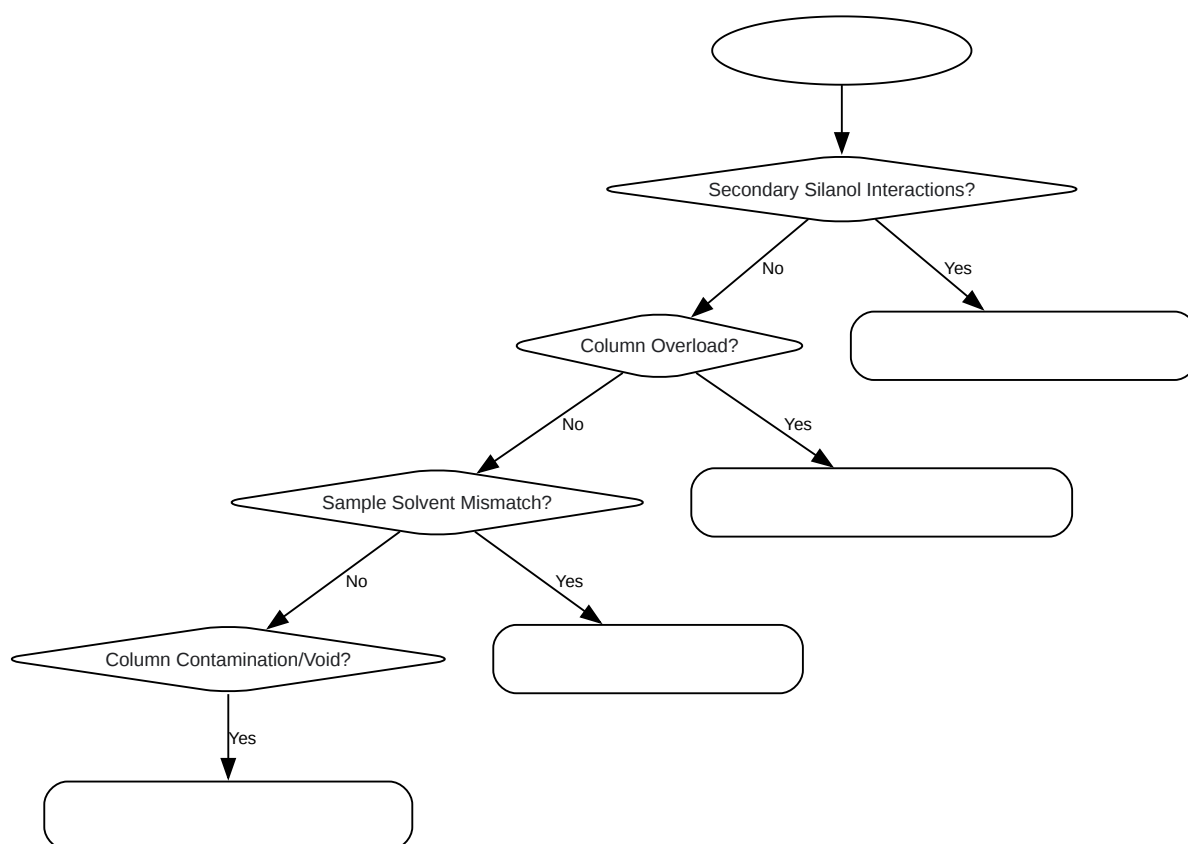 Secondary Silanol Interactions?
No
Yes
Column Overload?
No
Yes
Sample Solvent Mismatch?
No
Yes
Column Contamination/Void?
Yes